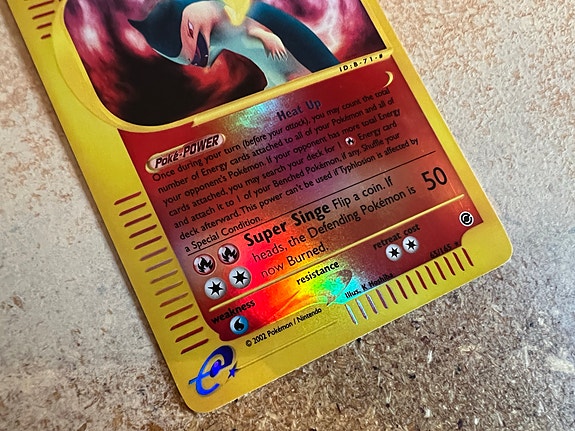 ID:B-71-#
Poké-POWER Heat Up
Once during your turn (before your attack), you may count the total
number of Energy cards attached to all of your Pokémon and all of
your opponent's Pokémon. If your opponent has more total Energy
cards attached, you may search your deck for a Energy card
and attach it to 1 of your Benched Pokémon, if any. Shuffle your
deck afterward. This power can't be used if Typhlosion is affected by
a Special Condition.
Super Singe Flip a coin. If
heads, the Defending Pokémon is
now Burned.
50
weakness
resistance
retreat cost
Illus. K. Hoshiba
65/165
© 2002 Pokémon / Nintendo
e